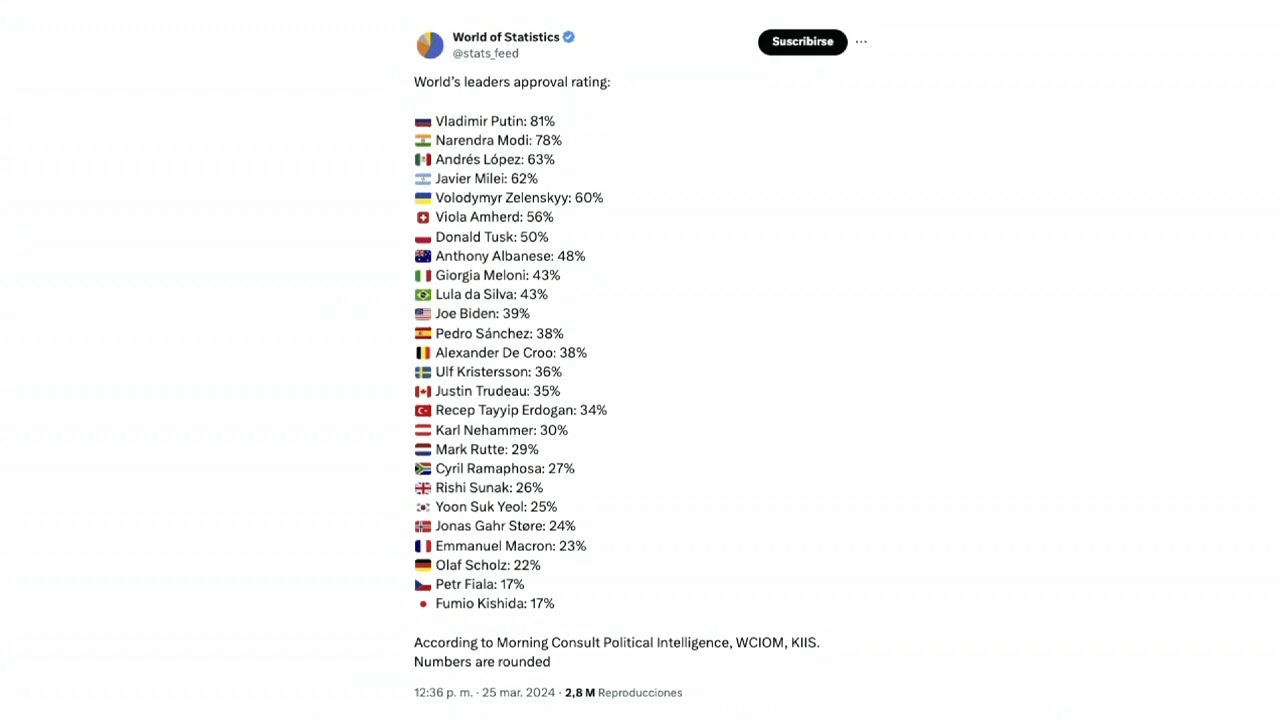 World of Statistics
@stats_feed
Suscribirse
World's leaders approval rating:
Vladimir Putin: 81%
Narendra Modi: 78%
Andrés López: 63%
Javier Milei: 62%
Volodymyr Zelenskyy: 60%
Viola Amherd: 56%
Donald Tusk: 50%
Anthony Albanese: 48%
Giorgia Meloni: 43%
Lula da Silva: 43%
Joe Biden: 39%
Pedro Sánchez: 38%
Alexander De Croo: 38%
Ulf Kristersson: 36%
Justin Trudeau: 35%
Recep Tayyip Erdogan: 34%
Karl Nehammer: 30%
Mark Rutte: 29%
Cyril Ramaphosa: 27%
Rishi Sunak: 26%
Yoon Suk Yeol: 25%
Jonas Gahr Støre: 24%
Emmanuel Macron: 23%
Olaf Scholz: 22%
Petr Fiala: 17%
Fumio Kishida: 17%
According to Morning Consult Political Intelligence, WCIOM, KIIS.
Numbers are rounded
12:36 p. m. · 25 mar. 2024 · 2,8 M Reproducciones